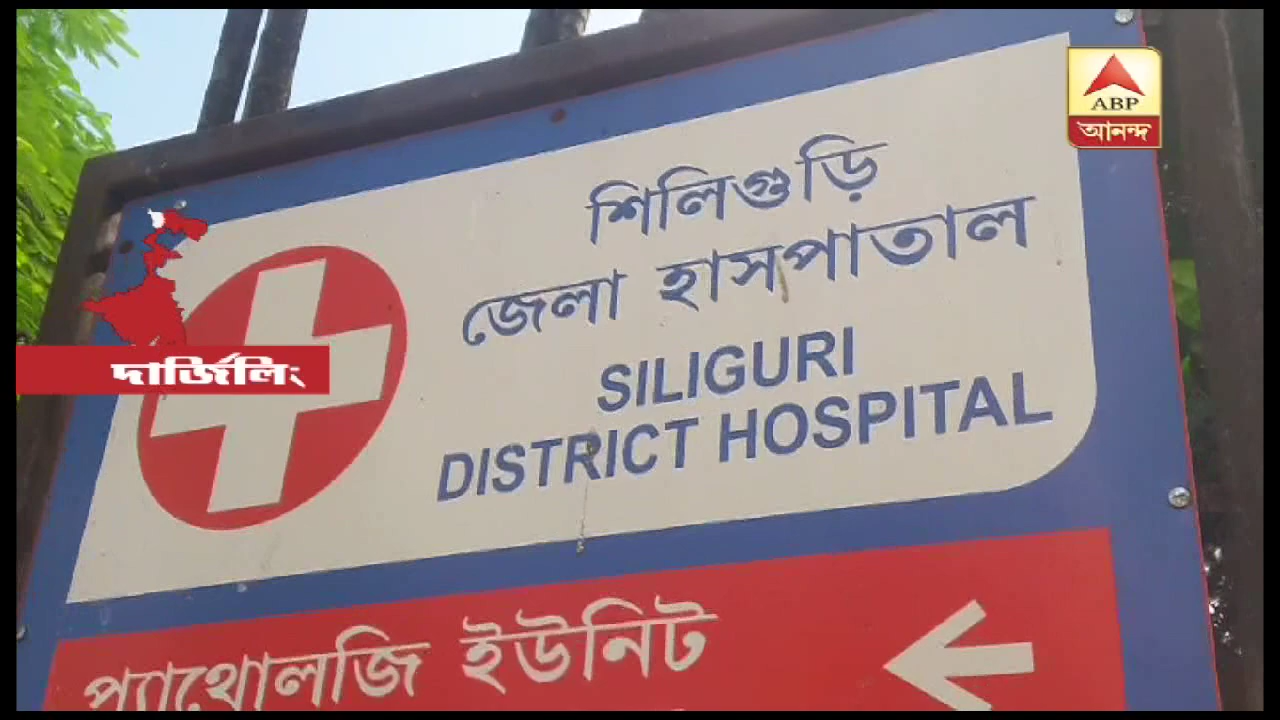 ABP
আনন্দ
শিলিগুড়ি
জেলা হাসপাতাল
SILIGURI
DISTRICT HOSPITAL
দার্জিলিং
প্যাথোলজি ইউনিট